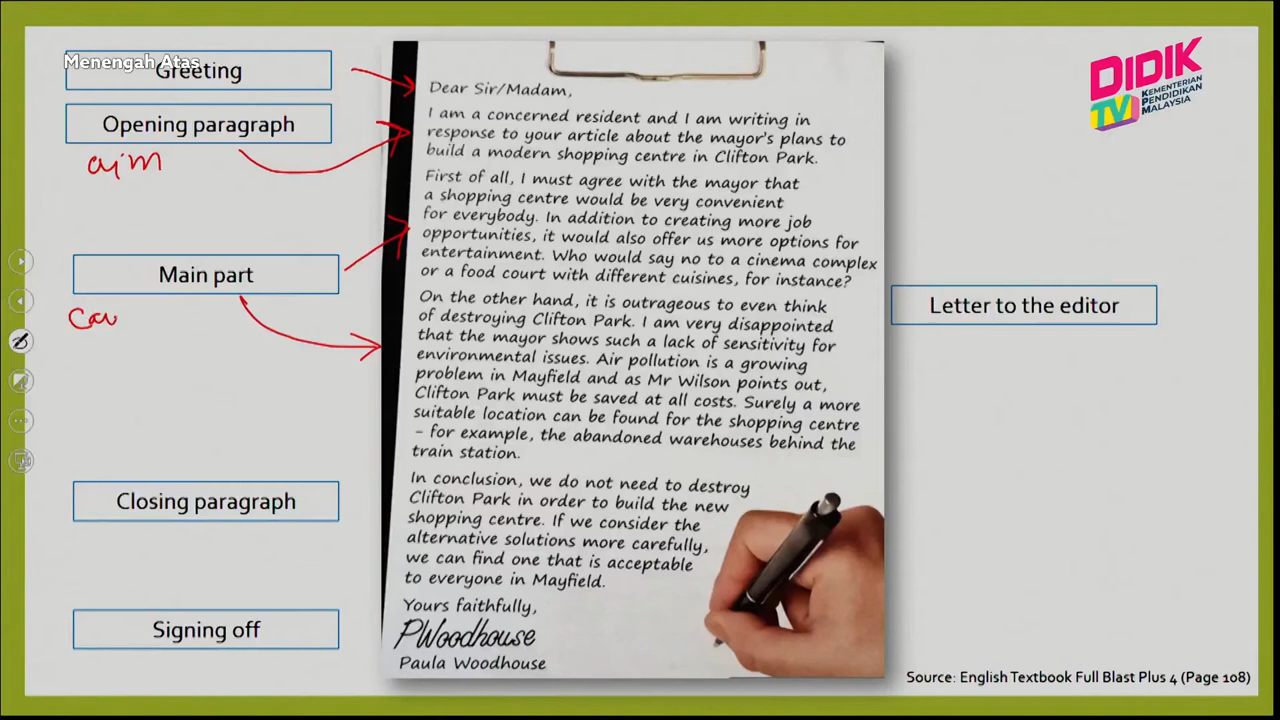 Menengah Atas
Greeting
Opening paragraph
aim
Main part
Closing paragraph
Signing off
Dear Sir/Madam,
I am a concerned resident and I am writing in
response to your article about the mayor's plans to
build a modern shopping centre in Clifton Park.
First of all, I must agree with the mayor that
a shopping centre would be very convenient
for everybody. In addition to creating more job
opportunities, it would also offer us more options for
entertainment. Who would say no to a cinema complex
or a food court with different cuisines, for instance?
On the other hand, it is outrageous to even think
of destroying Clifton Park. I am very disappointed
that the mayor shows such a lack of sensitivity for
environmental issues. Air pollution is a growing
problem in Mayfield and as Mr Wilson points out,
Clifton Park must be saved at all costs. Surely a more
suitable location can be found for the shopping centre
– for example, the abandoned warehouses behind the
train station.
In conclusion, we do not need to destroy
Clifton Park in order to build the new
shopping centre. If we consider the
alternative solutions more carefully,
we can find one that is acceptable
to everyone in Mayfield.
Yours faithfully,
PWoodhouse
Paula Woodhouse
DIDIK
TV
KEMENTERIAN
PENDIDIKAN
MALAYSIA
Letter to the editor
Source: English Textbook Full Blast Plus 4 (Page 108)